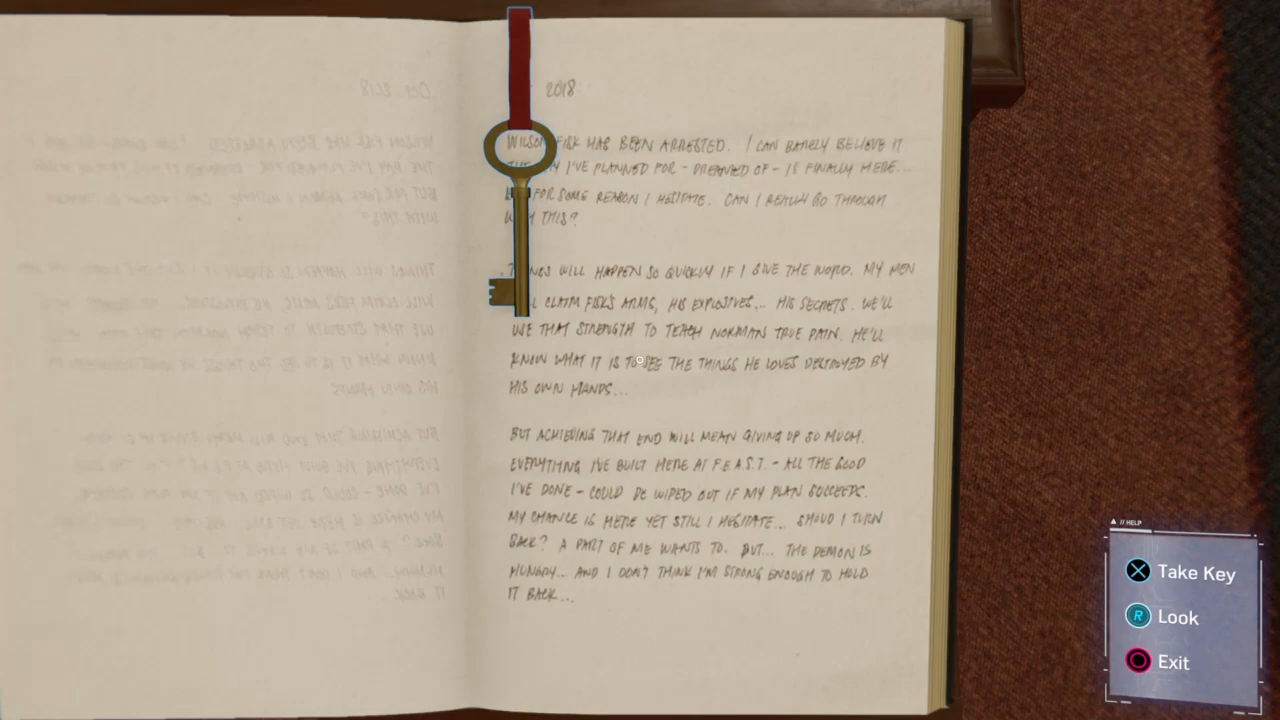 2018
WILSON FISK HAS BEEN ARRESTED. I CAN BARELY BELIEVE IT
I'VE PLANNED FOR - DREAMED OF - IS FINALLY HERE...
FOR SOME REASON I HESITATE. CAN I REALLY GO THROUGH
THIS?
THINGS WILL HAPPEN SO QUICKLY IF I GIVE THE WORD. MY MEN
CLAIM FISK'S ARMS, HIS EXPLOSIVES... HIS SECRETS. WE'LL
USE THAT STRENGTH TO TEACH NORMAN TRUE PAIN. HE'LL
KNOW WHAT IT IS TO SEE THE THINGS HE LOVES DESTROYED BY
HIS OWN HANDS...
BUT ACHIEVING THAT END WILL MEAN GIVING UP SO MUCH.
EVERYTHING I'VE BUILT HERE AT F.E.A.S.T. - ALL THE GOOD
I'VE DONE - COULD BE WIPED OUT IF MY PLAN SUCCEEDS.
MY CHANCE IS HERE YET STILL I HESITATE... SHOUD I TURN
BACK? A PART OF ME WANTS TO. BUT... THE DEMON IS
HUNGRY... AND I DON'T THINK I'M STRONG ENOUGH TO HOLD
IT BACK...
// HELP
Take Key
R Look
Exit